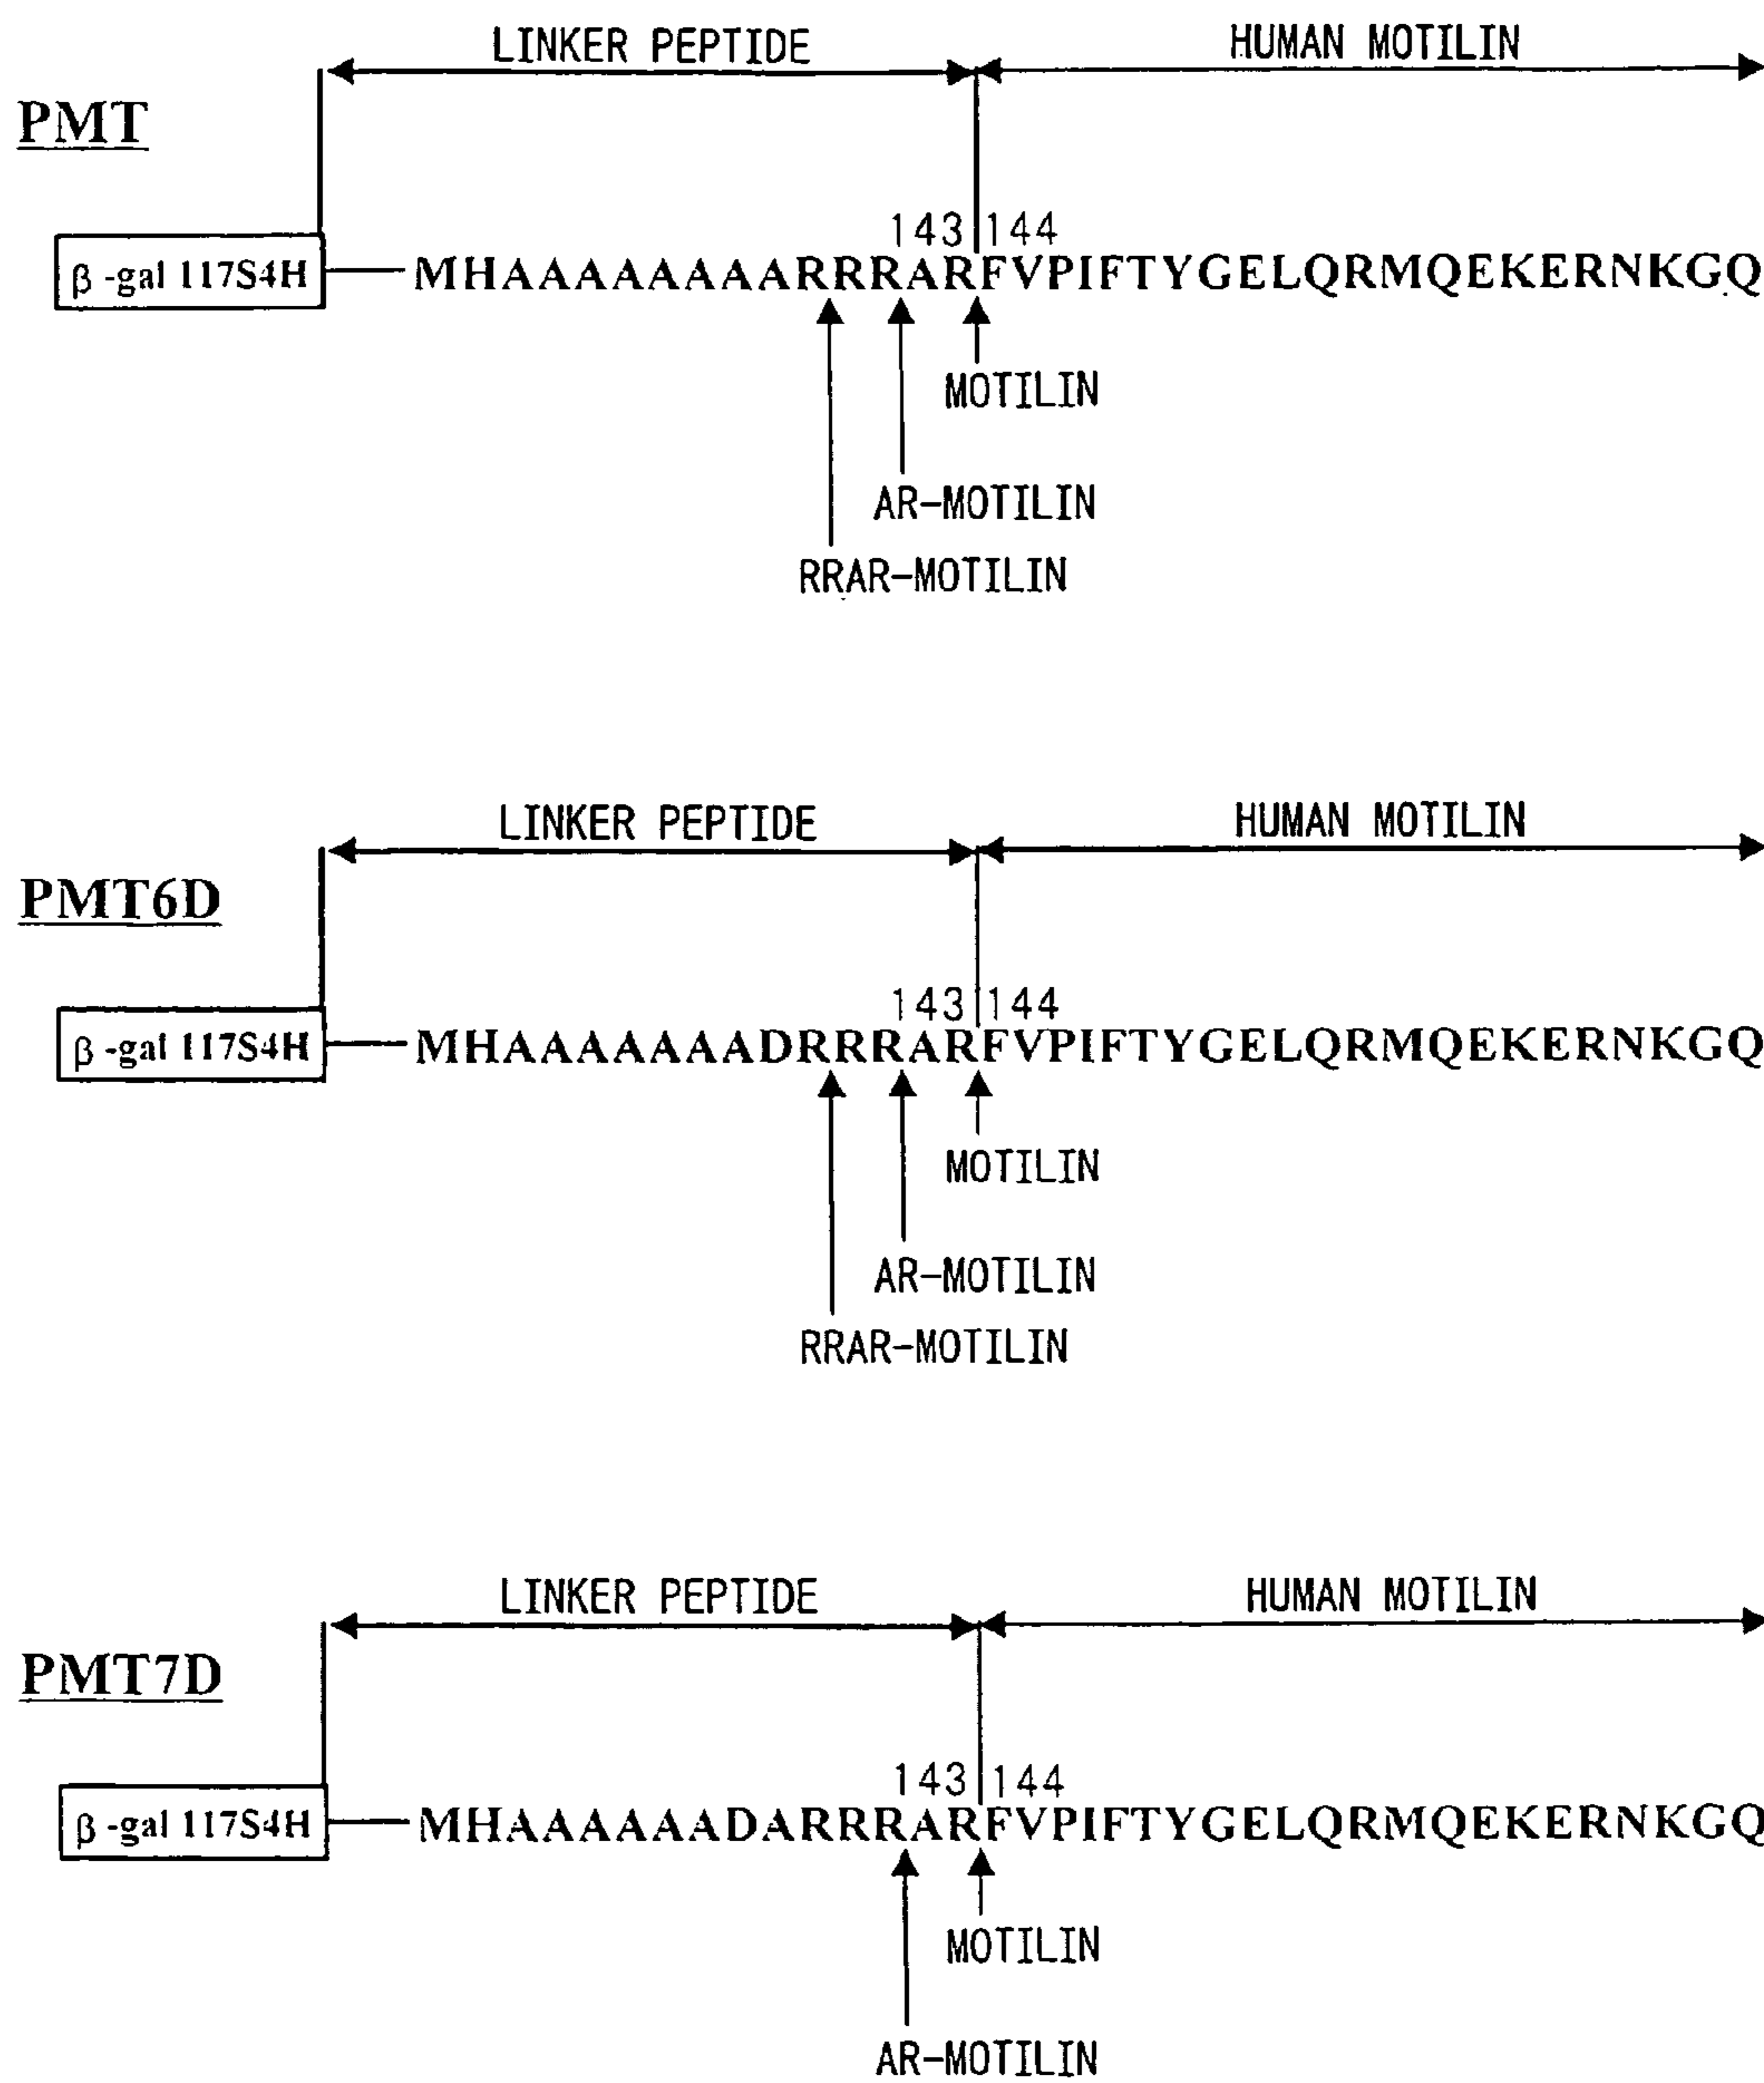 LINKER PEPTIDE HUMAN MOTILIN
PMT
143 144
β-gal 117S4H MHAAAAAAAARRRARFVPIFTYGELQRMQEKERNKGQ
MOTILIN
AR-MOTILIN
RRAR-MOTILIN
LINKER PEPTIDE HUMAN MOTILIN
PMT6D
143 144
β-gal 117S4H MHAAAAAAADRRRARFVPIFTYGELQRMQEKERNKGQ
MOTILIN
AR-MOTILIN
RRAR-MOTILIN
LINKER PEPTIDE HUMAN MOTILIN
PMT7D
143 144
β-gal 117S4H MHAAAAAADARRRARFVPIFTYGELQRMQEKERNKGQ
MOTILIN
AR-MOTILIN